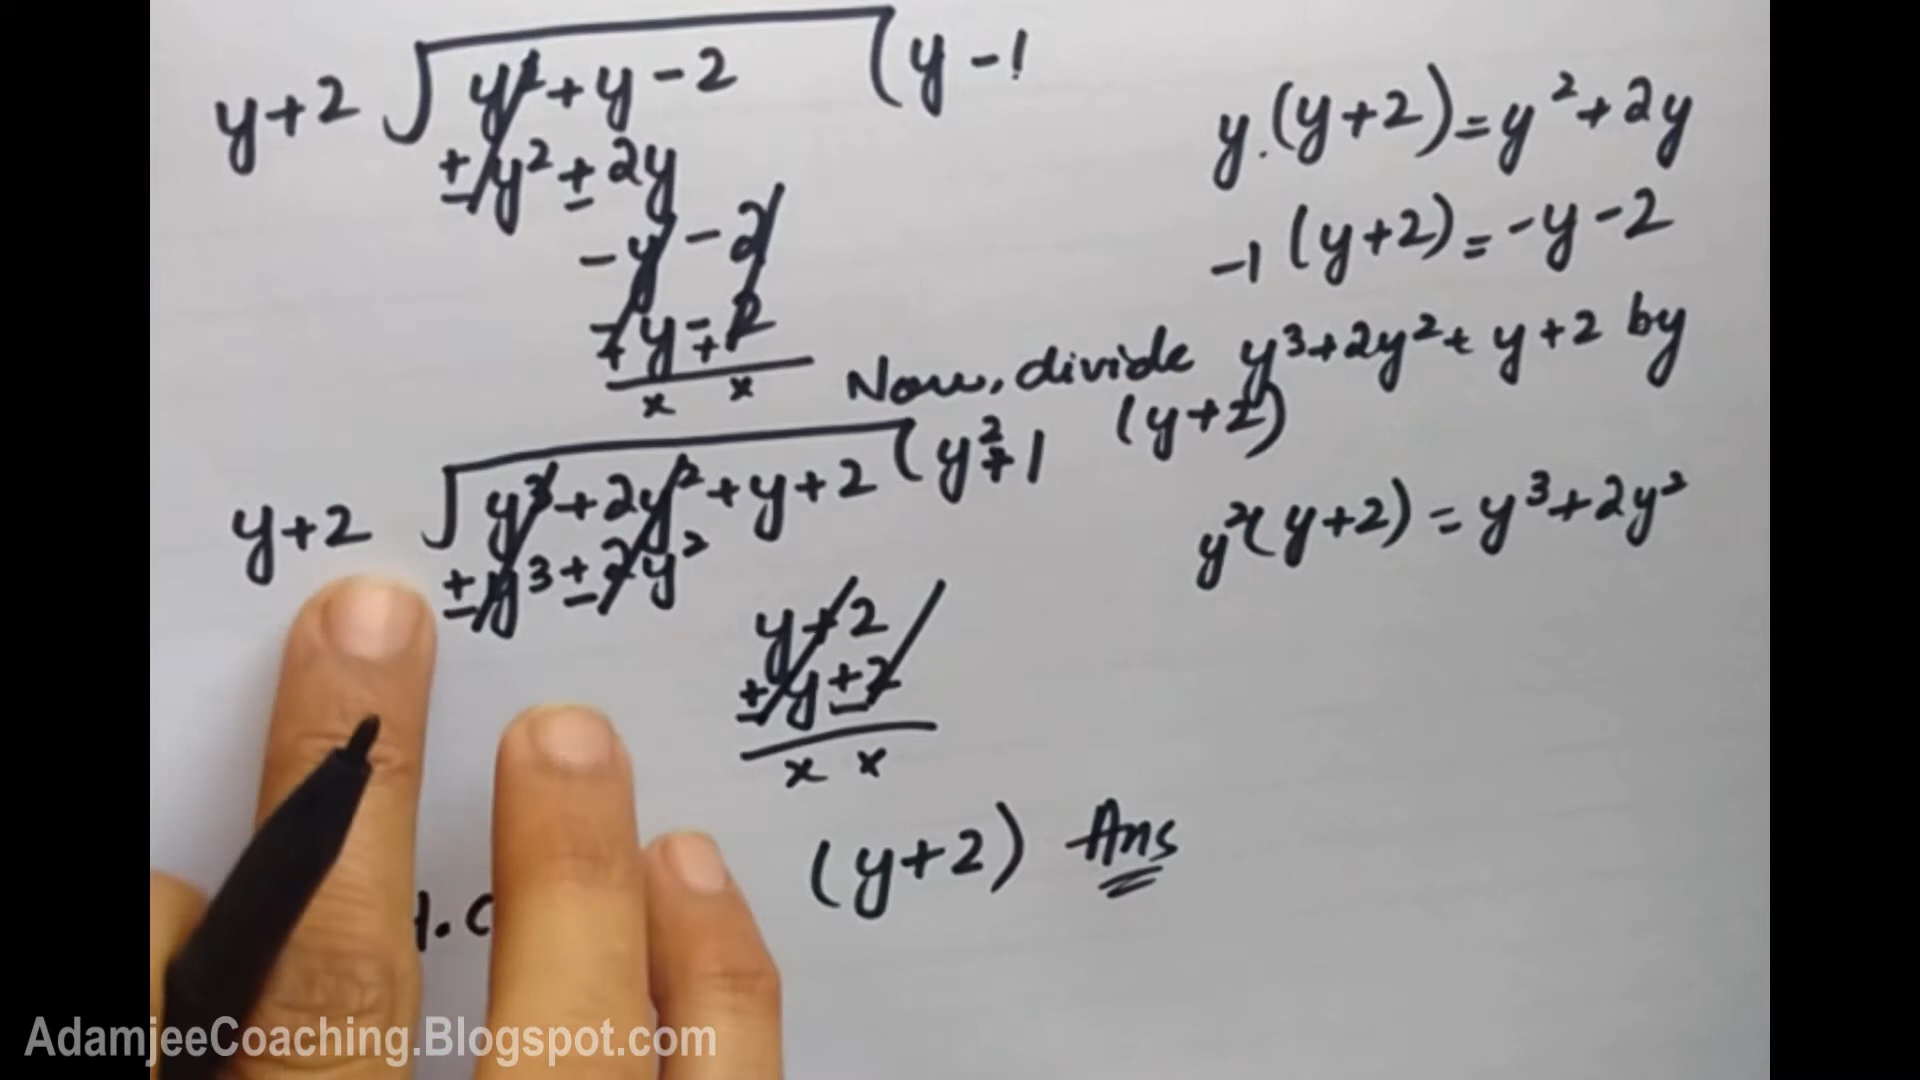 y+2 √ y² + y - 2 ( y - 1
± y² ± 2y
- y - 2
∓ y ∓ 2
x x
y.(y+2) = y² + 2y
-1 (y+2) = -y - 2
Now, divide y³ + 2y² + y + 2 by
(y+2)
y+2 √ y³ + 2y² + y + 2 ( y² + 1
± y³ ± 2y²
y + 2
± y ± 2
x x
y²(y+2) = y³ + 2y²
(y+2) Ans
AdamjeeCoaching.Blogspot.com